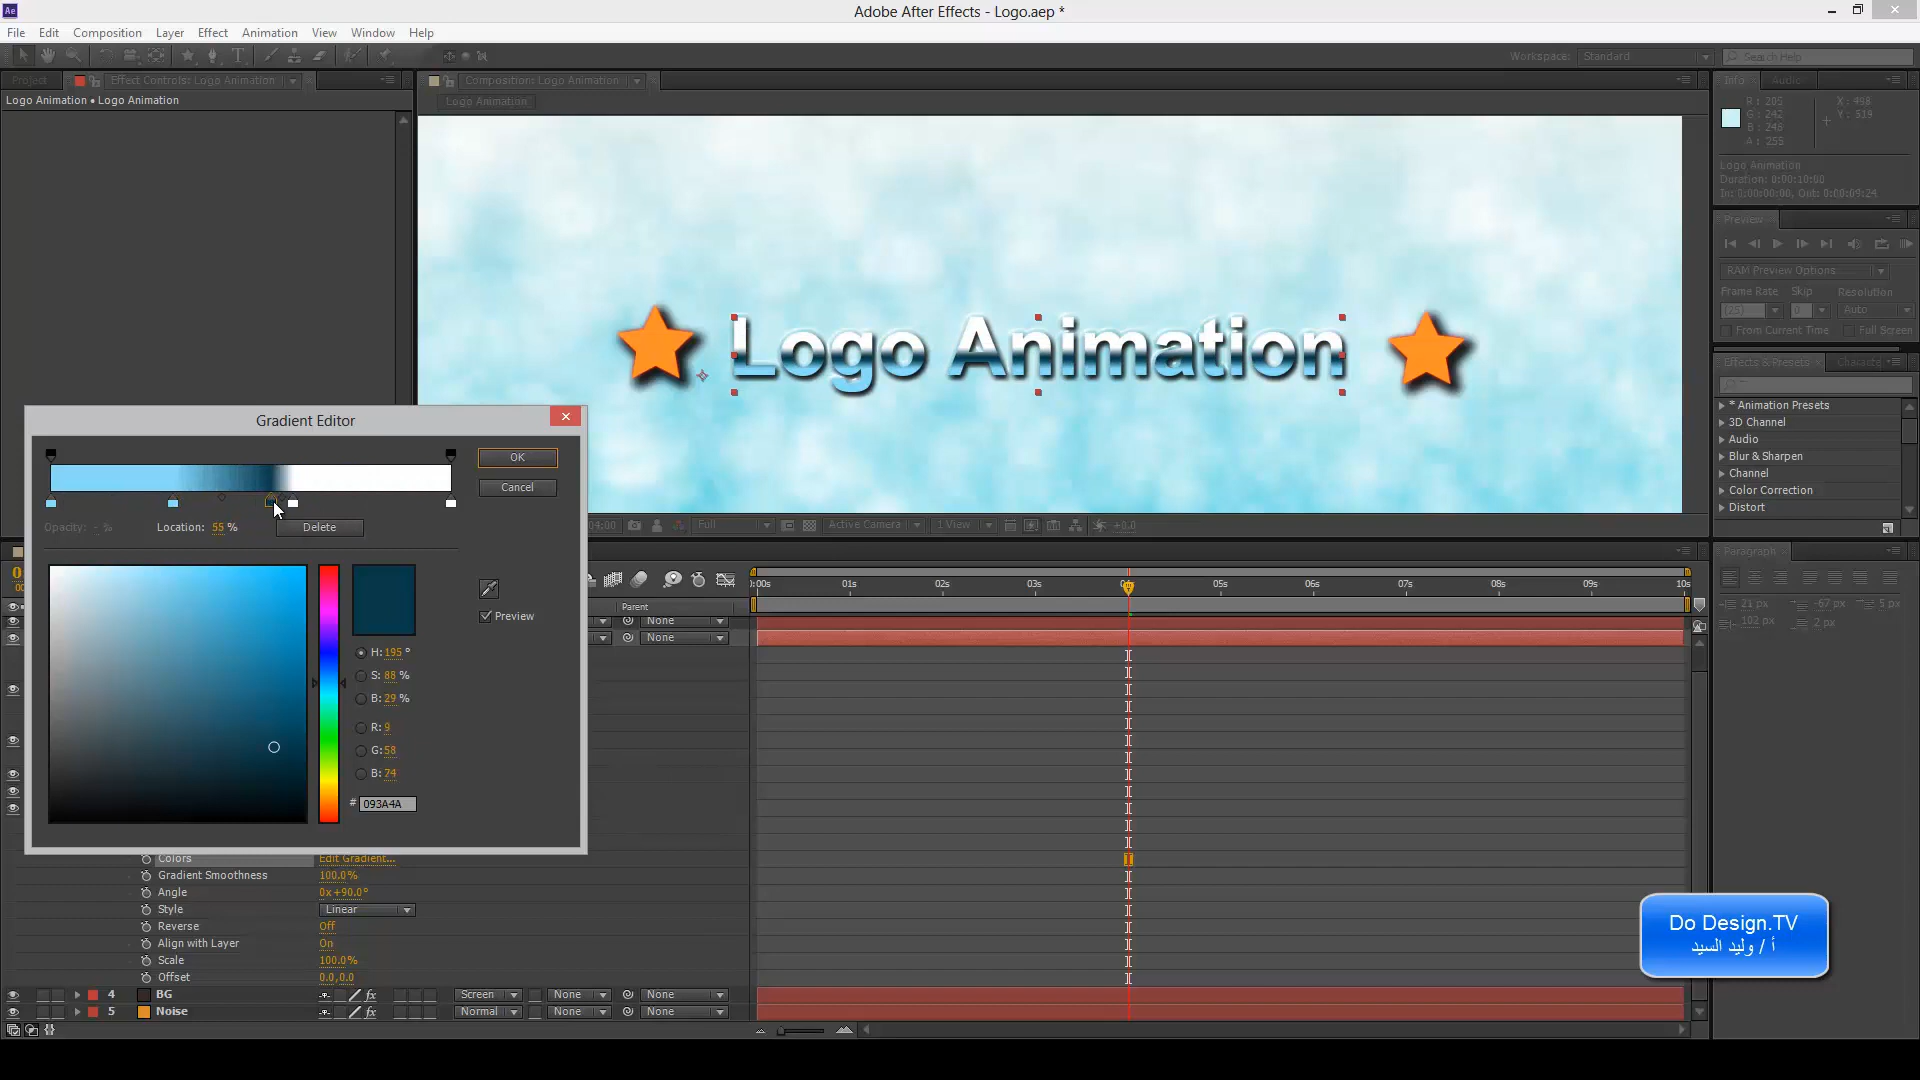 Adobe After Effects - Logo.aep *
File Edit Composition Layer Effect Animation View Window Help
Workspace: Standard Search Help
Project Effect Controls: Logo Animation Composition: Logo Animation Info Audio
Logo Animation • Logo Animation
Logo Animation
R : 205 X : 498
G : 242 Y : 519
B : 248
A : 255
Logo Animation
Duration: 0:00:10:00
In: 0:00:00:00, Out: 0:00:09:24
Preview
RAM Preview Options
Frame Rate Skip Resolution
(25) 0 Auto
From Current Time Full Screen
Effects & Presets
Logo Animation
* Animation Presets
3D Channel
Audio
Blur & Sharpen
Channel
Color Correction
Distort
Gradient Editor
OK
Cancel
Opacity: - % Location: 55 % Delete
Preview
H: 195 °
S: 88 %
B: 29 %
R: 9
G: 58
B: 74
# 093A4A
Full Active Camera 1 View +0.0
Paragraph
01s 02s 03s 05s 06s 07s 08s 09s 10s
Parent
None
None
21 px -67 px 5 px
102 px 2 px
Colors Edit Gradient...
Gradient Smoothness 100.0%
Angle 0x+90.0°
Style Linear
Reverse Off
Align with Layer On
Scale 100.0%
Offset 0.0,0.0
4 BG fx Screen None None
5 Noise fx Normal None None
Do Design.TV
أ / وليد السيد